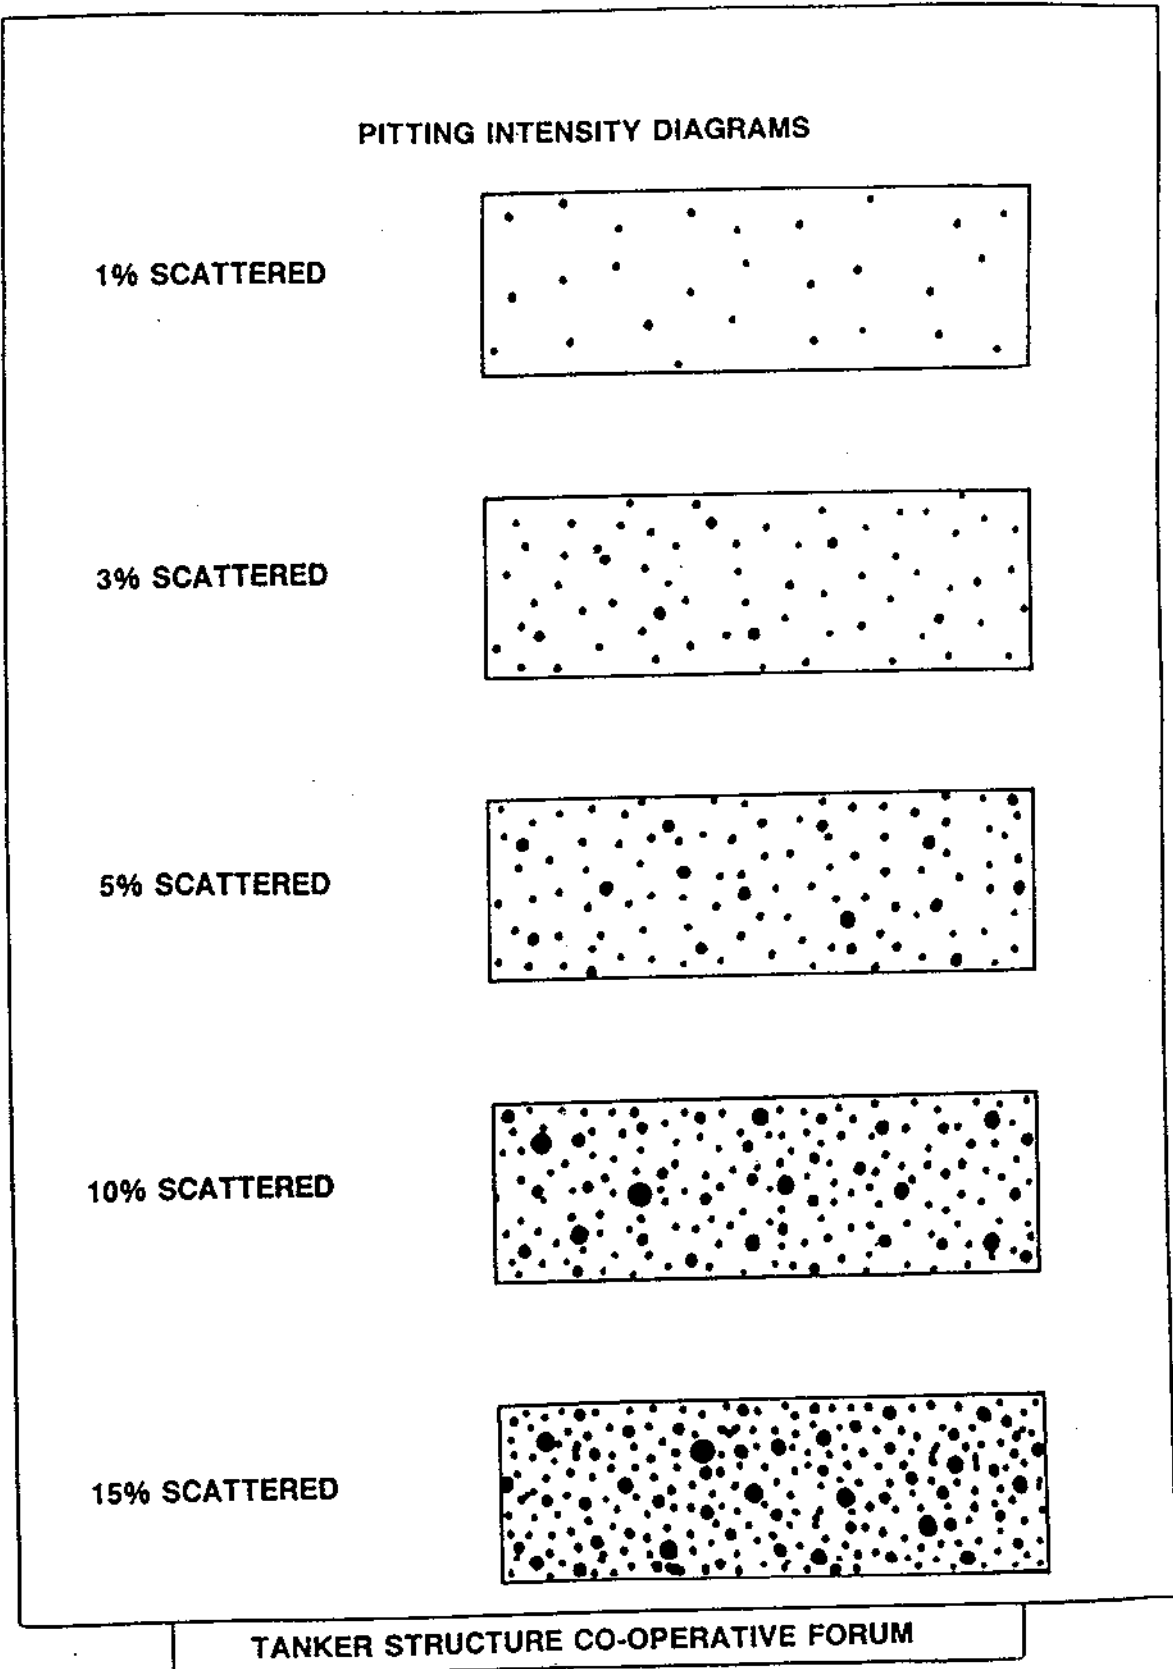 PITTING INTENSITY DIAGRAMS
1% SCATTERED
3% SCATTERED
5% SCATTERED
10% SCATTERED
15% SCATTERED
TANKER STRUCTURE CO-OPERATIVE FORUM